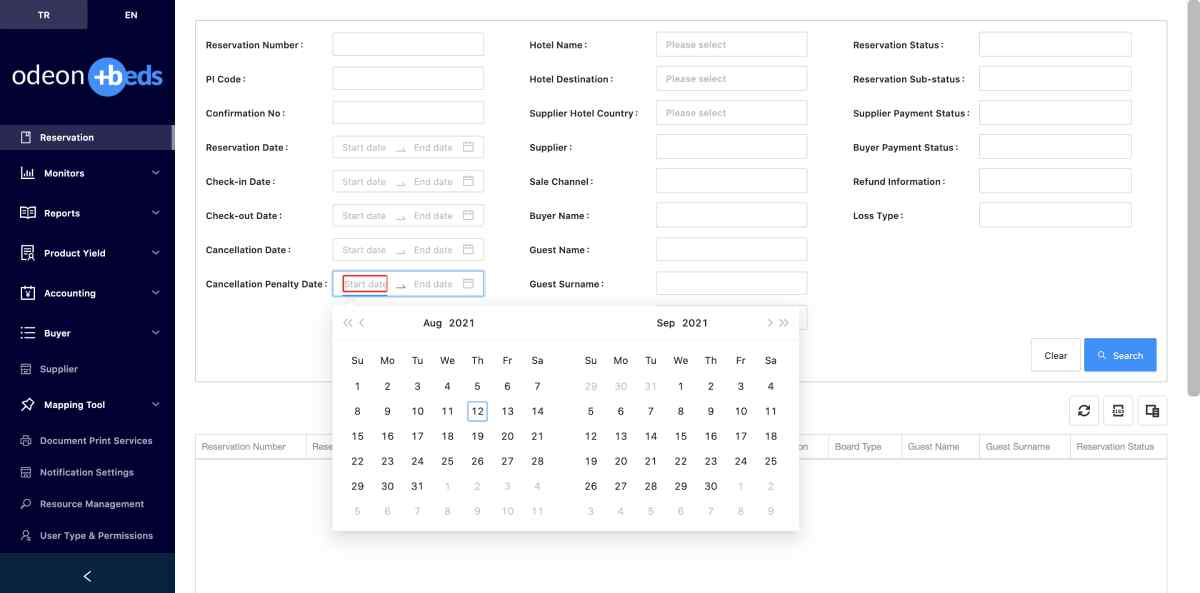 TR EN
odeon +beds
Reservation
Monitors
Reports
Product Yield
Accounting
Buyer
Supplier
Mapping Tool
Document Print Services
Notification Settings
Resource Management
User Type & Permissions
Reservation Number :
PI Code :
Confirmation No :
Reservation Date : Start date End date
Check-in Date : Start date End date
Check-out Date : Start date End date
Cancellation Date : Start date End date
Cancellation Penalty Date : Start date End date
Hotel Name : Please select
Hotel Destination : Please select
Supplier Hotel Country : Please select
Supplier :
Sale Channel :
Buyer Name :
Guest Name :
Guest Surname :
Reservation Status :
Reservation Sub-status :
Supplier Payment Status :
Buyer Payment Status :
Refund Information :
Loss Type :
Aug 2021
Su Mo Tu We Th Fr Sa
1 2 3 4 5 6 7
8 9 10 11 12 13 14
15 16 17 18 19 20 21
22 23 24 25 26 27 28
29 30 31 1 2 3 4
5 6 7 8 9 10 11
Sep 2021
Su Mo Tu We Th Fr Sa
29 30 31 1 2 3 4
5 6 7 8 9 10 11
12 13 14 15 16 17 18
19 20 21 22 23 24 25
26 27 28 29 30 1 2
3 4 5 6 7 8 9
Clear Search
Reservation Number Board Type Guest Name Guest Surname Reservation Status